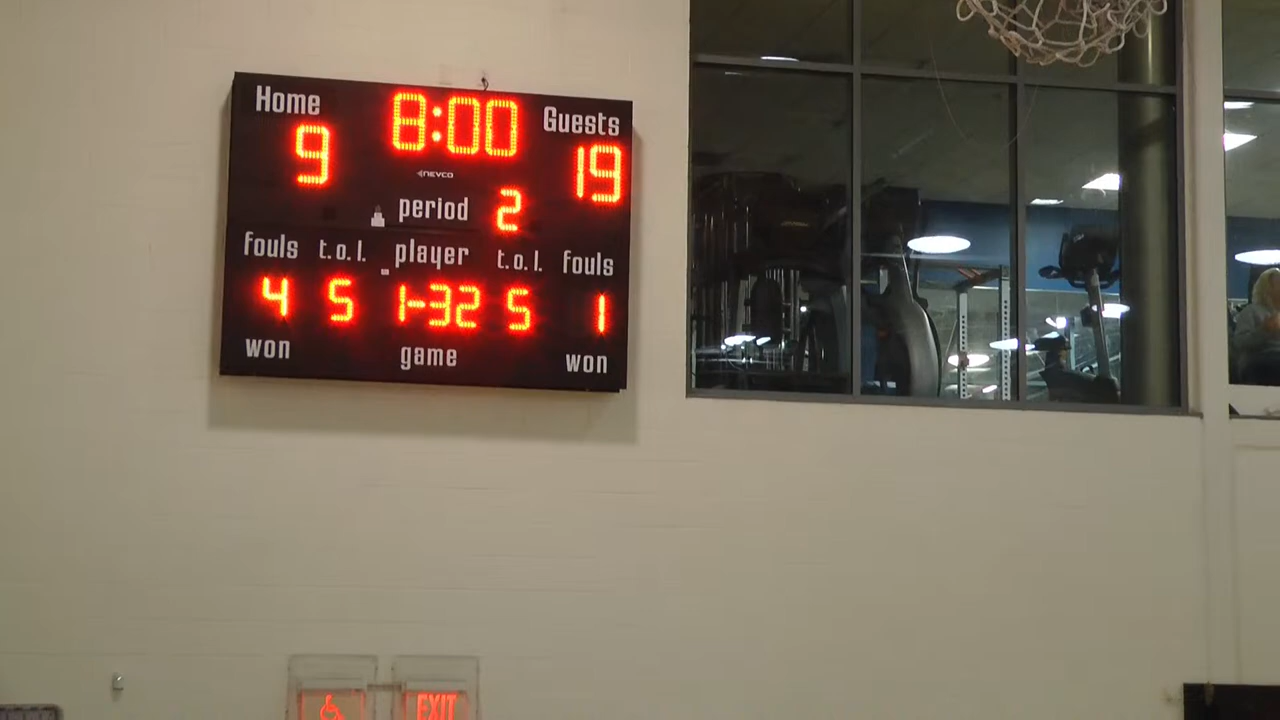 Home 8:00 Guests
9 19
NEVCO
period 2
fouls t.o.l. player t.o.l. fouls
4 5 1-32 5 1
won game won
EXIT